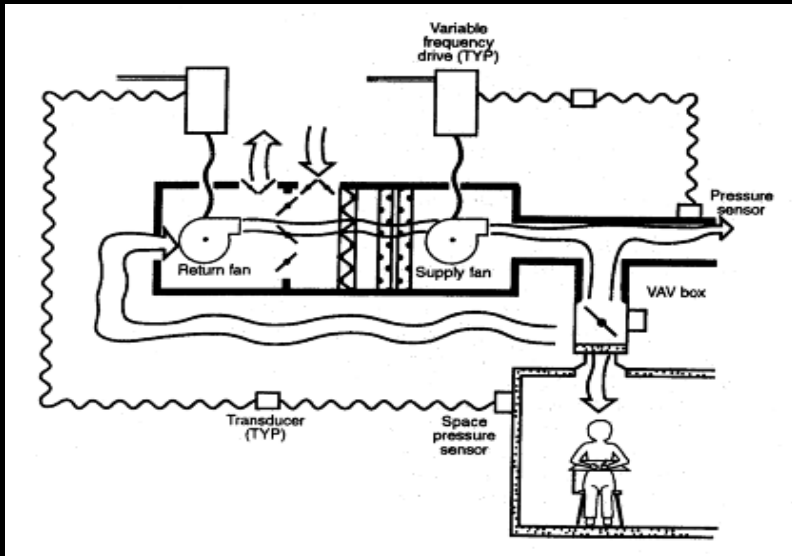 Variable
frequency
drive (TYP)
Pressure
sensor
Return fan
Supply fan
VAV box
Transducer
(TYP)
Space
pressure
sensor